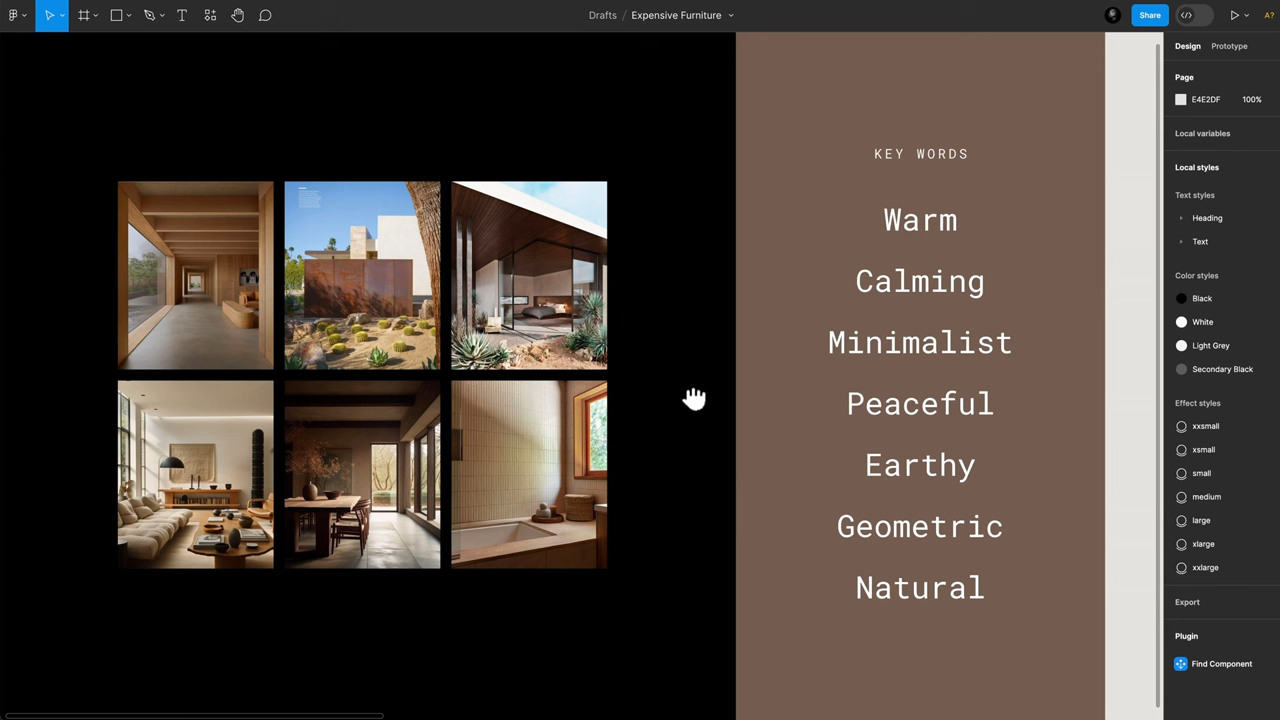 Drafts / Expensive Furniture
Share
A?
Design Prototype
Page
E4E2DF 100%
Local variables
Local styles
Text styles
Heading
Text
Color styles
Black
White
Light Grey
Secondary Black
Effect styles
xxsmall
xsmall
small
medium
large
xlarge
xxlarge
Export
Plugin
Find Component
KEY WORDS
Warm
Calming
Minimalist
Peaceful
Earthy
Geometric
Natural